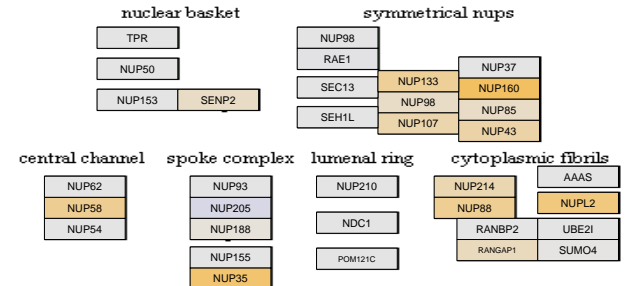 nuclear basket
TPR
NUP50
NUP153 SENP2
symmetrical nups
NUP98
RAE1
SEC13
SEH1L
NUP133
NUP98
NUP107
NUP37
NUP160
NUP85
NUP43
central channel
NUP62
NUP58
NUP54
spoke complex
NUP93
NUP205
NUP188
NUP155
NUP35
lumenal ring
NUP210
NDC1
POM121C
cytoplasmic fibrils
NUP214
NUP88
AAAS
NUPL2
RANBP2 UBE2I
RANGAP1 SUMO4